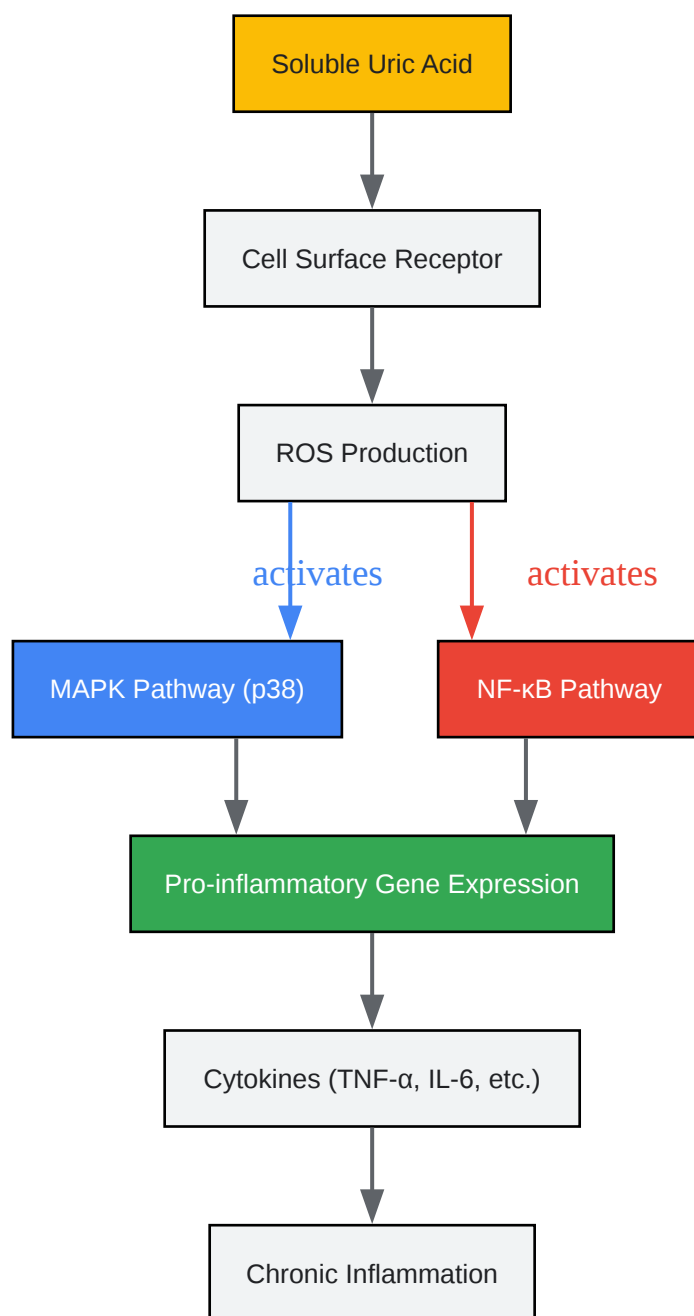 Soluble Uric Acid
Cell Surface Receptor
ROS Production
activates
activates
MAPK Pathway (p38)
NF-κB Pathway
Pro-inflammatory Gene Expression
Cytokines (TNF-α, IL-6, etc.)
Chronic Inflammation